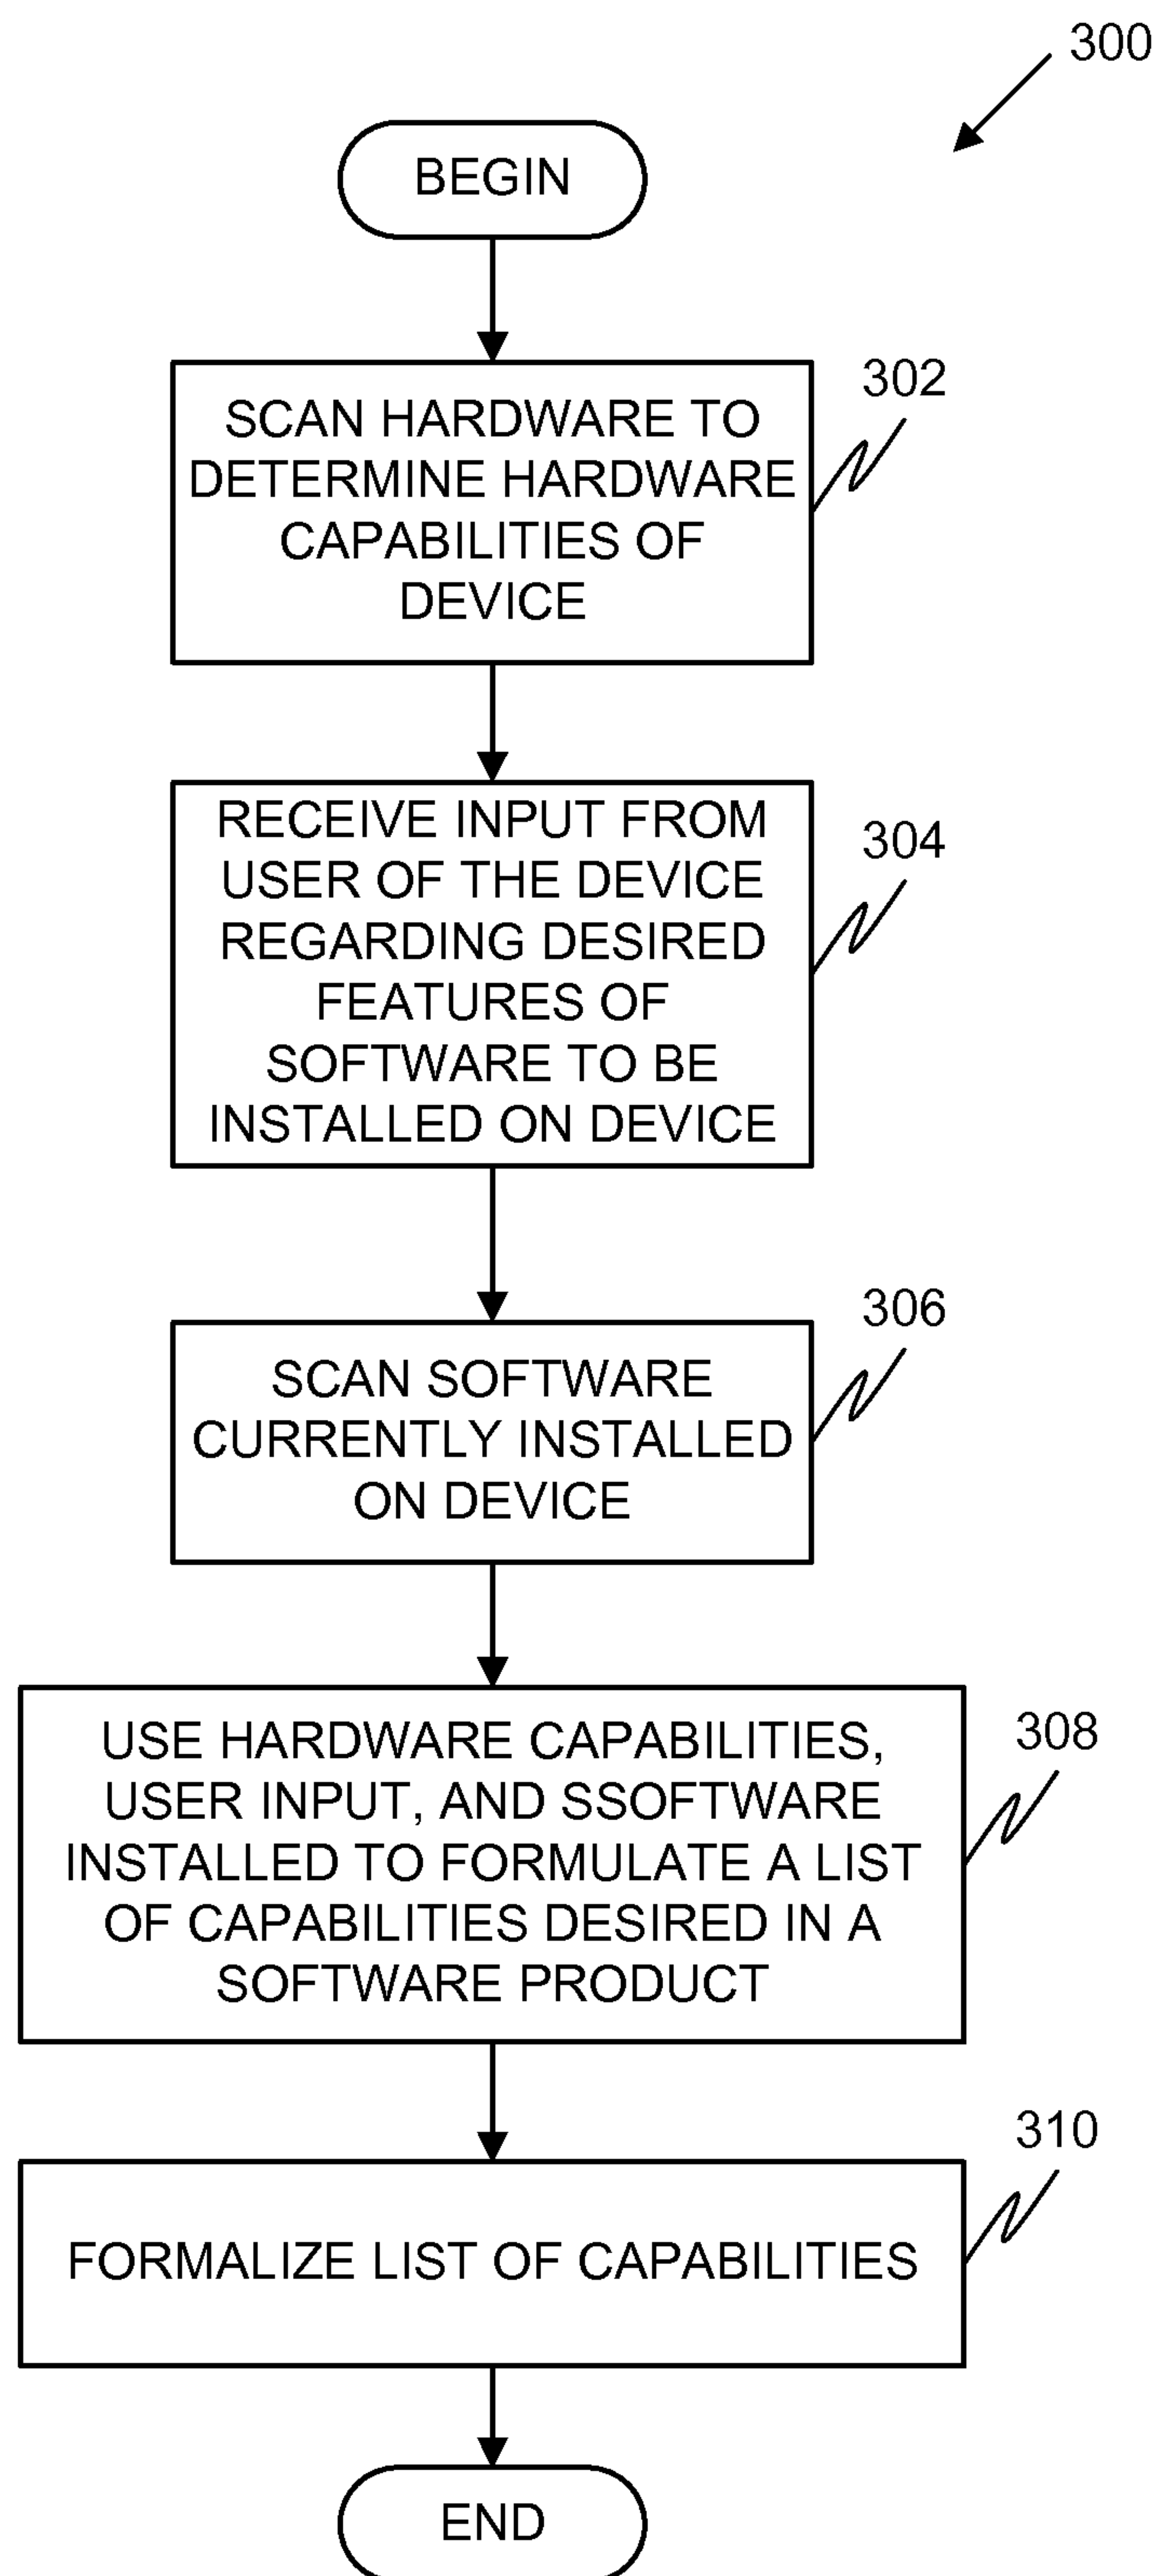 300
BEGIN
302
SCAN HARDWARE TO
DETERMINE HARDWARE
CAPABILITIES OF
DEVICE
304
RECEIVE INPUT FROM
USER OF THE DEVICE
REGARDING DESIRED
FEATURES OF
SOFTWARE TO BE
INSTALLED ON DEVICE
306
SCAN SOFTWARE
CURRENTLY INSTALLED
ON DEVICE
308
USE HARDWARE CAPABILITIES,
USER INPUT, AND SSOFTWARE
INSTALLED TO FORMULATE A LIST
OF CAPABILITIES DESIRED IN A
SOFTWARE PRODUCT
310
FORMALIZE LIST OF CAPABILITIES
END